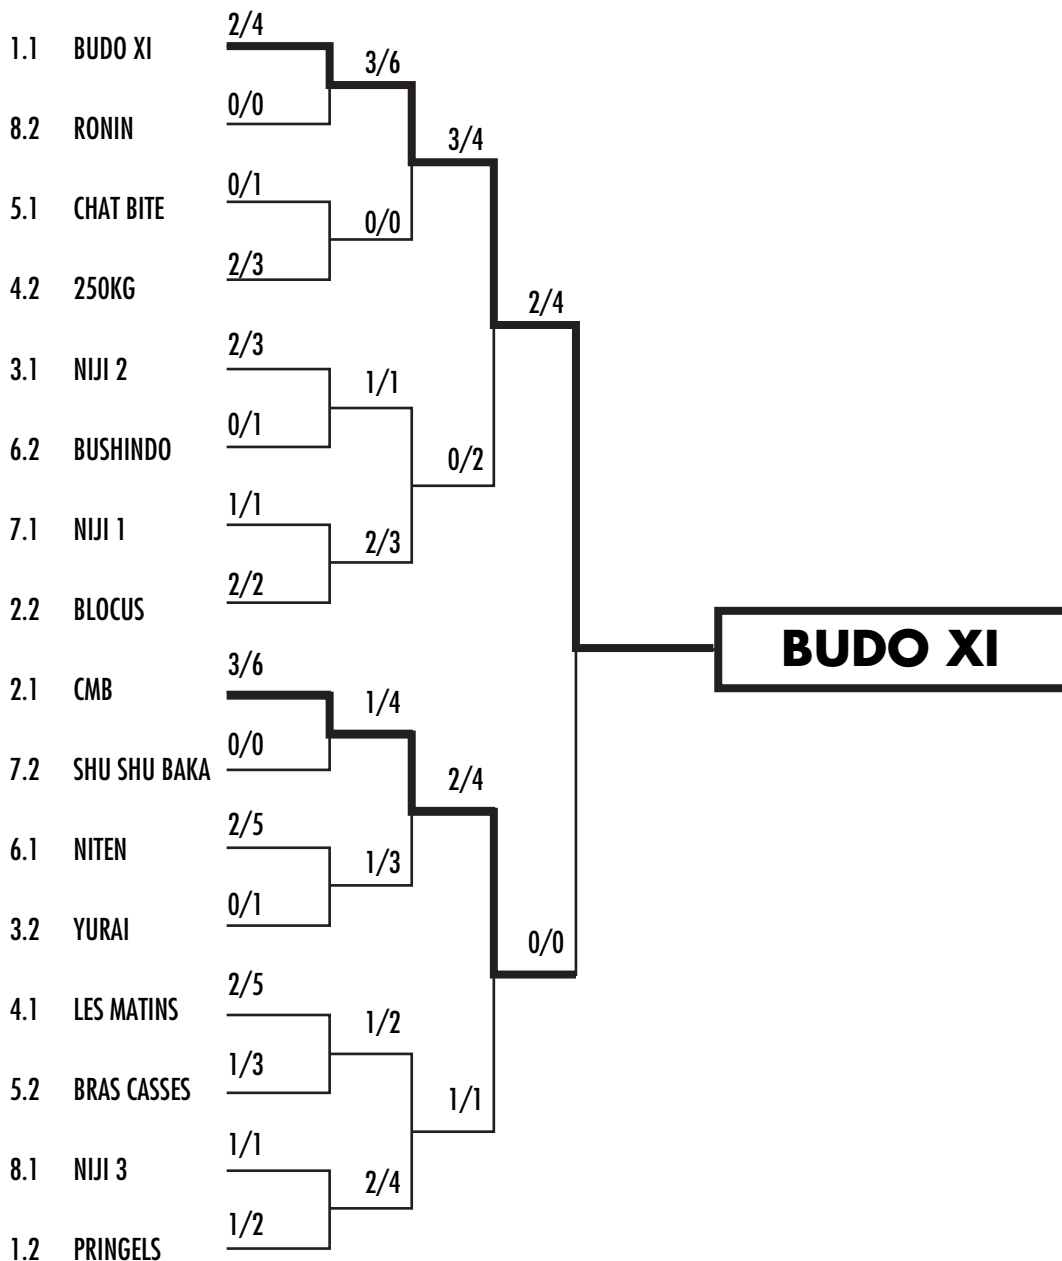 2/4
1.1 BUDO XI
3/6
0/0
8.2 RONIN
3/4
0/1
5.1 CHAT BITE
0/0
2/3
4.2 250KG
2/4
2/3
3.1 NIJI 2
1/1
0/1
6.2 BUSHINDO
0/2
1/1
7.1 NIJI 1
2/3
2/2
2.2 BLOCUS
BUDO XI
3/6
2.1 CMB
1/4
0/0
7.2 SHU SHU BAKA
2/4
2/5
6.1 NITEN
1/3
0/1
3.2 YURAI
0/0
2/5
4.1 LES MATINS
1/2
1/3
5.2 BRAS CASSES
1/1
1/1
8.1 NIJI 3
2/4
1/2
1.2 PRINGELS